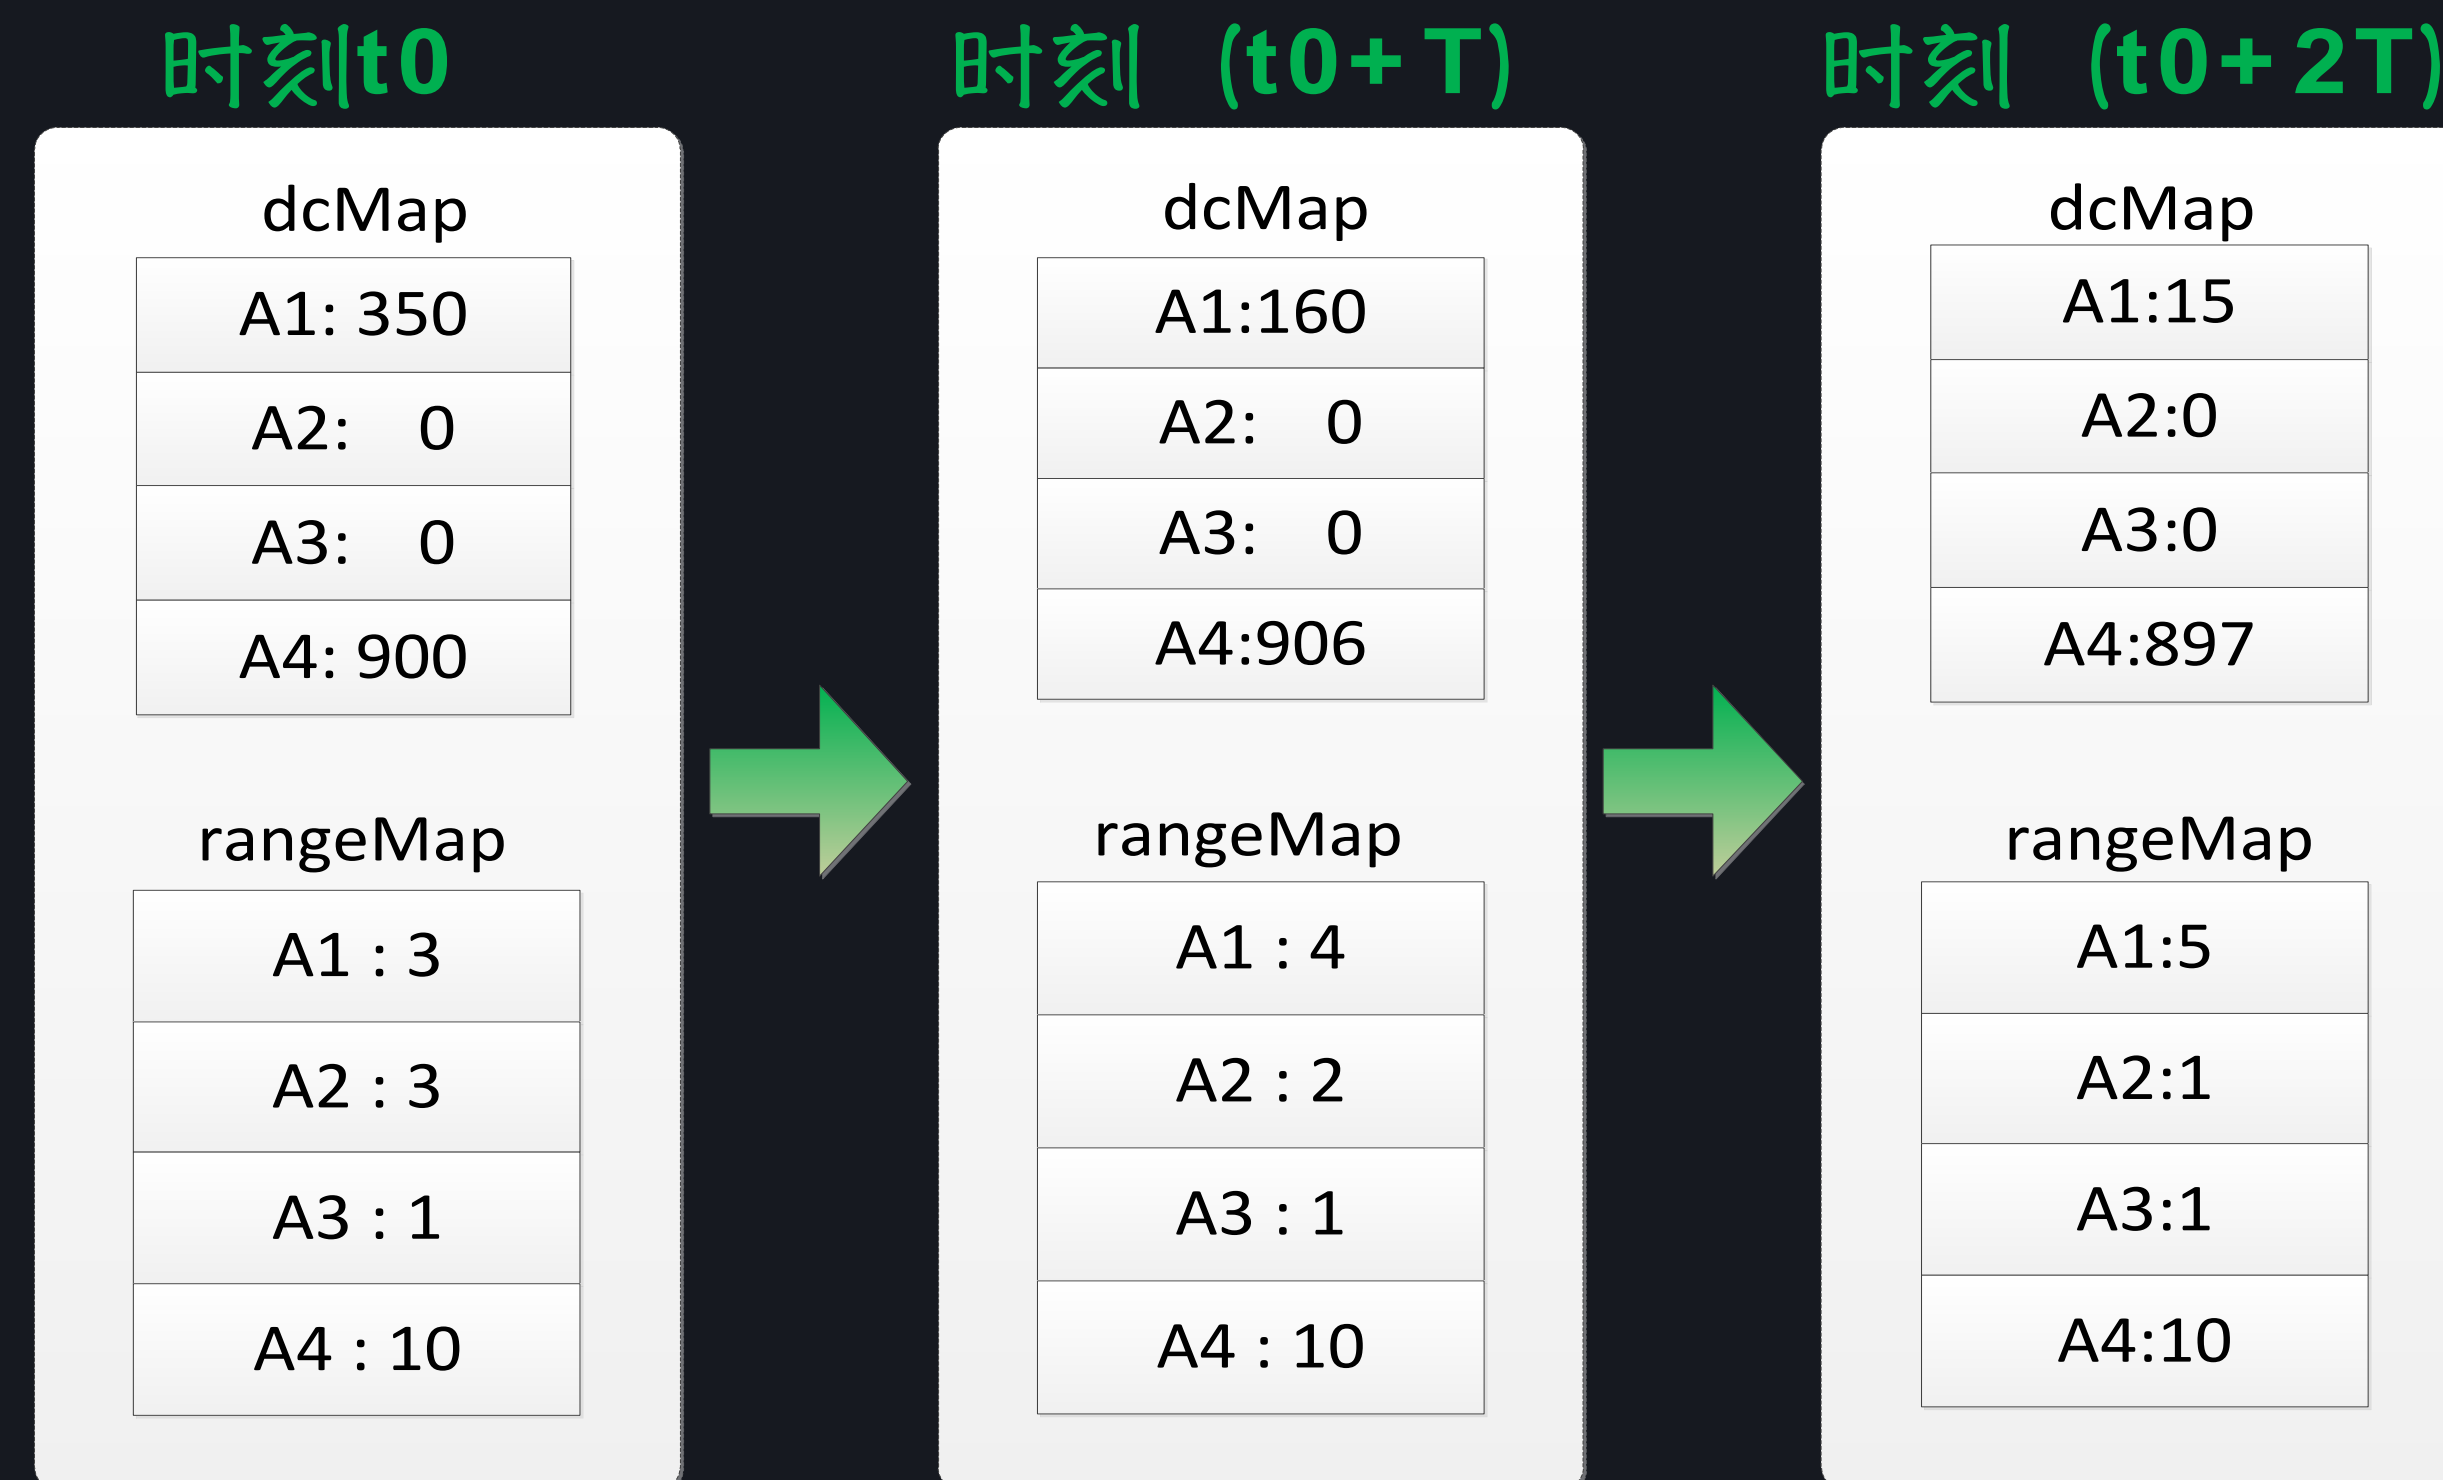 时刻t0
dcMap
A1: 350
A2: 0
A3: 0
A4: 900
rangeMap
A1 : 3
A2 : 3
A3 : 1
A4 : 10
时刻 (t0+T)
dcMap
A1:160
A2: 0
A3: 0
A4:906
rangeMap
A1 : 4
A2 : 2
A3 : 1
A4 : 10
时刻 (t0+2T)
dcMap
A1:15
A2:0
A3:0
A4:897
rangeMap
A1:5
A2:1
A3:1
A4:10